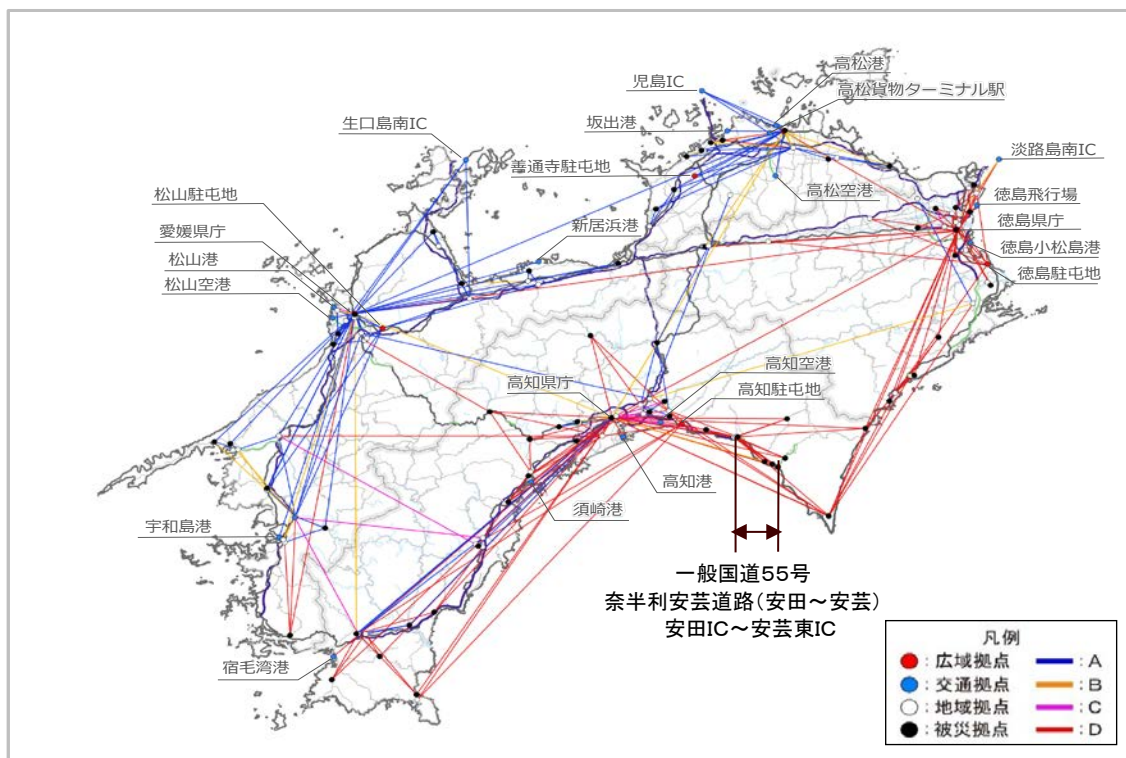 高松港
児島IC
高松貨物ターミナル駅
坂出港
生口島南IC
淡路島南IC
善通寺駐屯地
松山駐屯地
高松空港
徳島飛行場
愛媛県庁
新居浜港
徳島県庁
松山港
徳島小松島港
松山空港
徳島駐屯地
高知空港
高知県庁
高知駐屯地
高知港
須崎港
宇和島港
一般国道55号
奈半利安芸道路(安田~安芸)
安田IC~安芸東IC
宿毛湾港
凡例
:広域拠点 :A
:交通拠点 :B
:地域拠点 :C
:被災拠点 :D